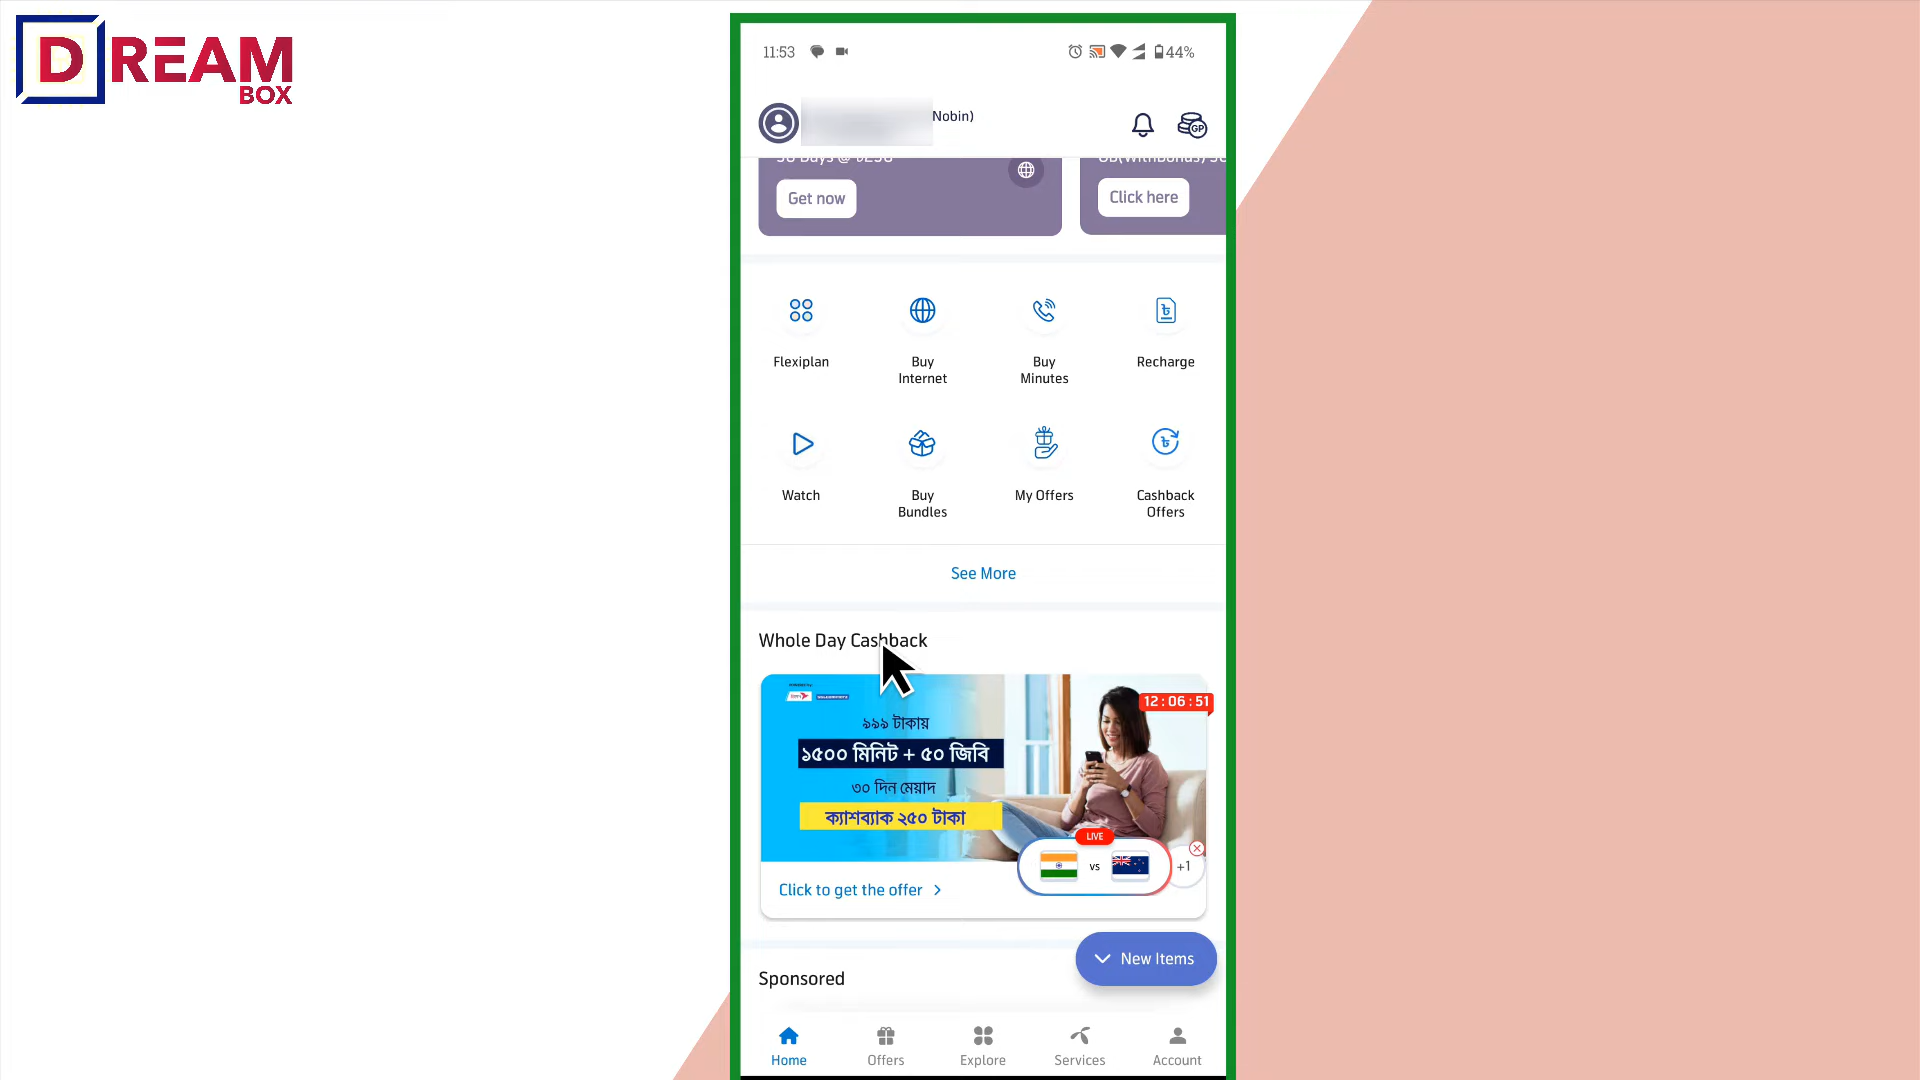 DREAM
BOX
11:53
44%
Nobin)
Get now
Click here
Flexiplan
Buy
Internet
Buy
Minutes
Recharge
Watch
Buy
Bundles
My Offers
Cashback
Offers
See More
Whole Day Cashback
12 : 06 : 51
৯৯৯ টাকায়
১৫০০ মিনিট + ৫০ জিবি
৩০ দিন মেয়াদ
ক্যাশব্যাক ২৫০ টাকা
LIVE
vs
+1
Click to get the offer
New Items
Sponsored
Home
Offers
Explore
Services
Account